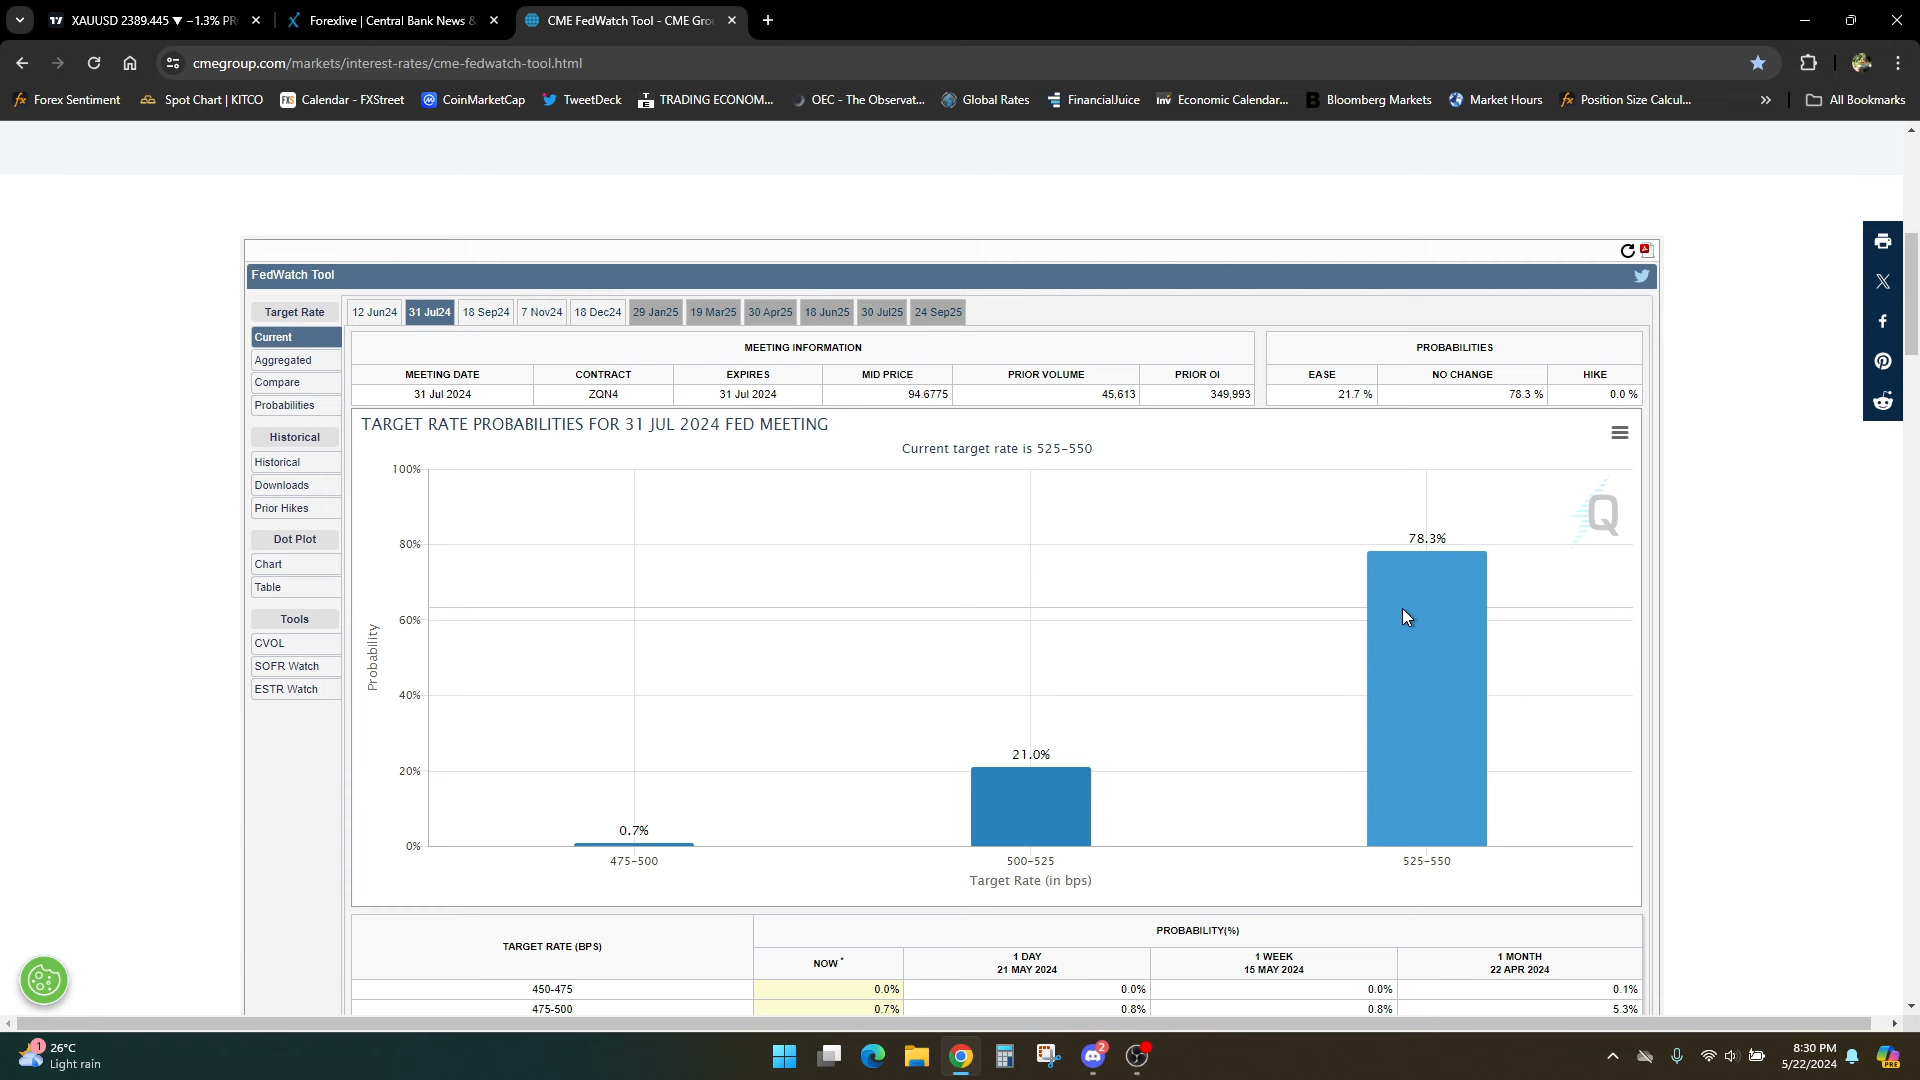 XAUUSD 2389.445 ▼ −1.3% PR
Forexlive | Central Bank News &
CME FedWatch Tool - CME Gro
cmegroup.com/markets/interest-rates/cme-fedwatch-tool.html
Forex Sentiment
Spot Chart | KITCO
Calendar - FXStreet
CoinMarketCap
TweetDeck
TRADING ECONOM...
OEC - The Observat...
Global Rates
FinancialJuice
Economic Calendar...
Bloomberg Markets
Market Hours
Position Size Calcul...
All Bookmarks
FedWatch Tool
Target Rate
Current
Aggregated
Compare
Probabilities
Historical
Historical
Downloads
Prior Hikes
Dot Plot
Chart
Table
Tools
CVOL
SOFR Watch
ESTR Watch
12 Jun24 31 Jul24 18 Sep24 7 Nov24 18 Dec24 29 Jan25 19 Mar25 30 Apr25 18 Jun25 30 Jul25 24 Sep25
MEETING INFORMATION
MEETING DATE CONTRACT EXPIRES MID PRICE PRIOR VOLUME PRIOR OI
31 Jul 2024 ZQN4 31 Jul 2024 94.6775 45,613 349,993
PROBABILITIES
EASE NO CHANGE HIKE
21.7 % 78.3 % 0.0 %
TARGET RATE PROBABILITIES FOR 31 JUL 2024 FED MEETING
Current target rate is 525-550
Q
Probability
100%
80%
60%
40%
20%
0%
0.7%
21.0%
78.3%
475-500
500-525
525-550
Target Rate (in bps)
TARGET RATE (BPS)
PROBABILITY(%)
NOW *
1 DAY
21 MAY 2024
1 WEEK
15 MAY 2024
1 MONTH
22 APR 2024
450-475 0.0% 0.0% 0.0% 0.1%
475-500 0.7% 0.8% 0.8% 5.3%
1
26°C
Light rain
2
8:30 PM
5/22/2024
PRE